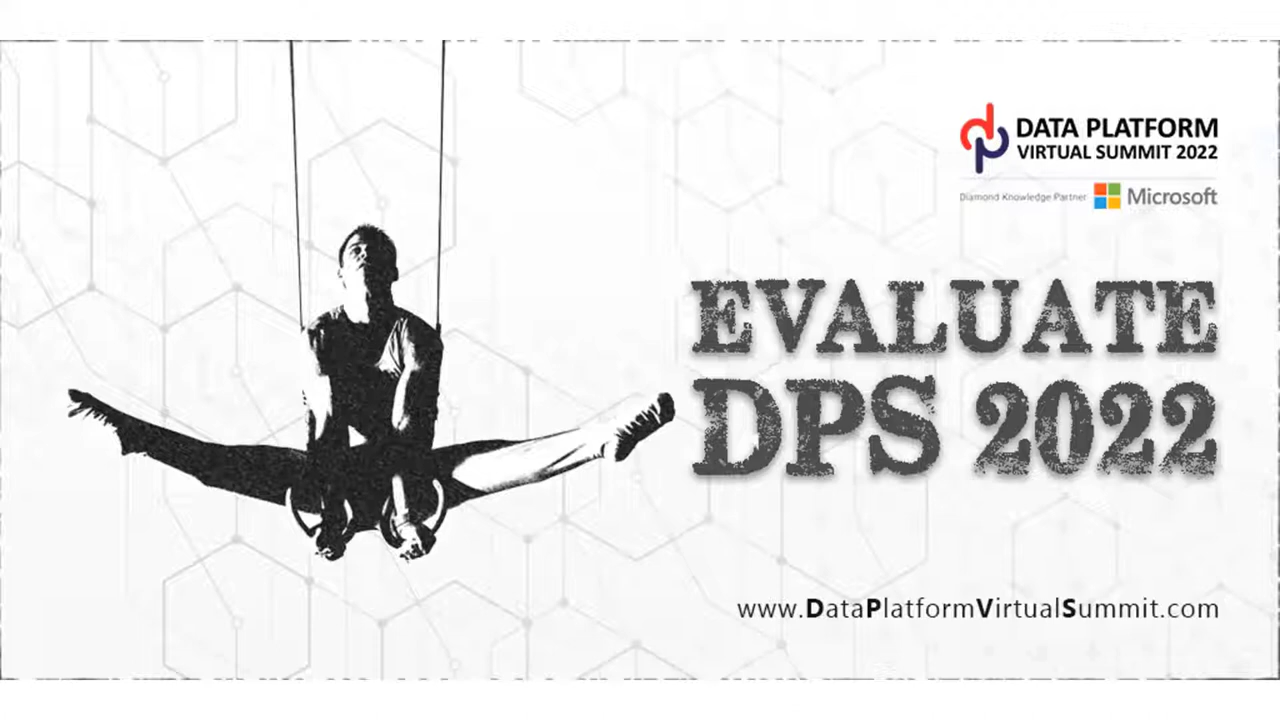 DATA PLATFORM
VIRTUAL SUMMIT 2022
Diamond Knowledge Partner Microsoft
EVALUATE
DPS 2022
www.DataPlatformVirtualSummit.com